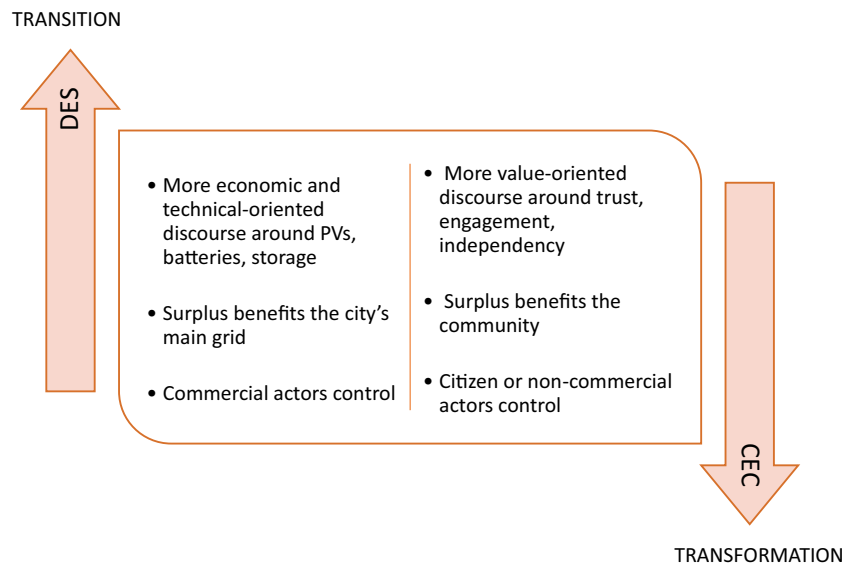 TRANSITION
DES
• More economic and
technical-oriented
discourse around PVs,
batteries, storage
• Surplus benefits the city's
main grid
• Commercial actors control
• More value-oriented
discourse around trust,
engagement,
independency
• Surplus benefits the
community
• Citizen or non-commercial
actors control
CEC
TRANSFORMATION